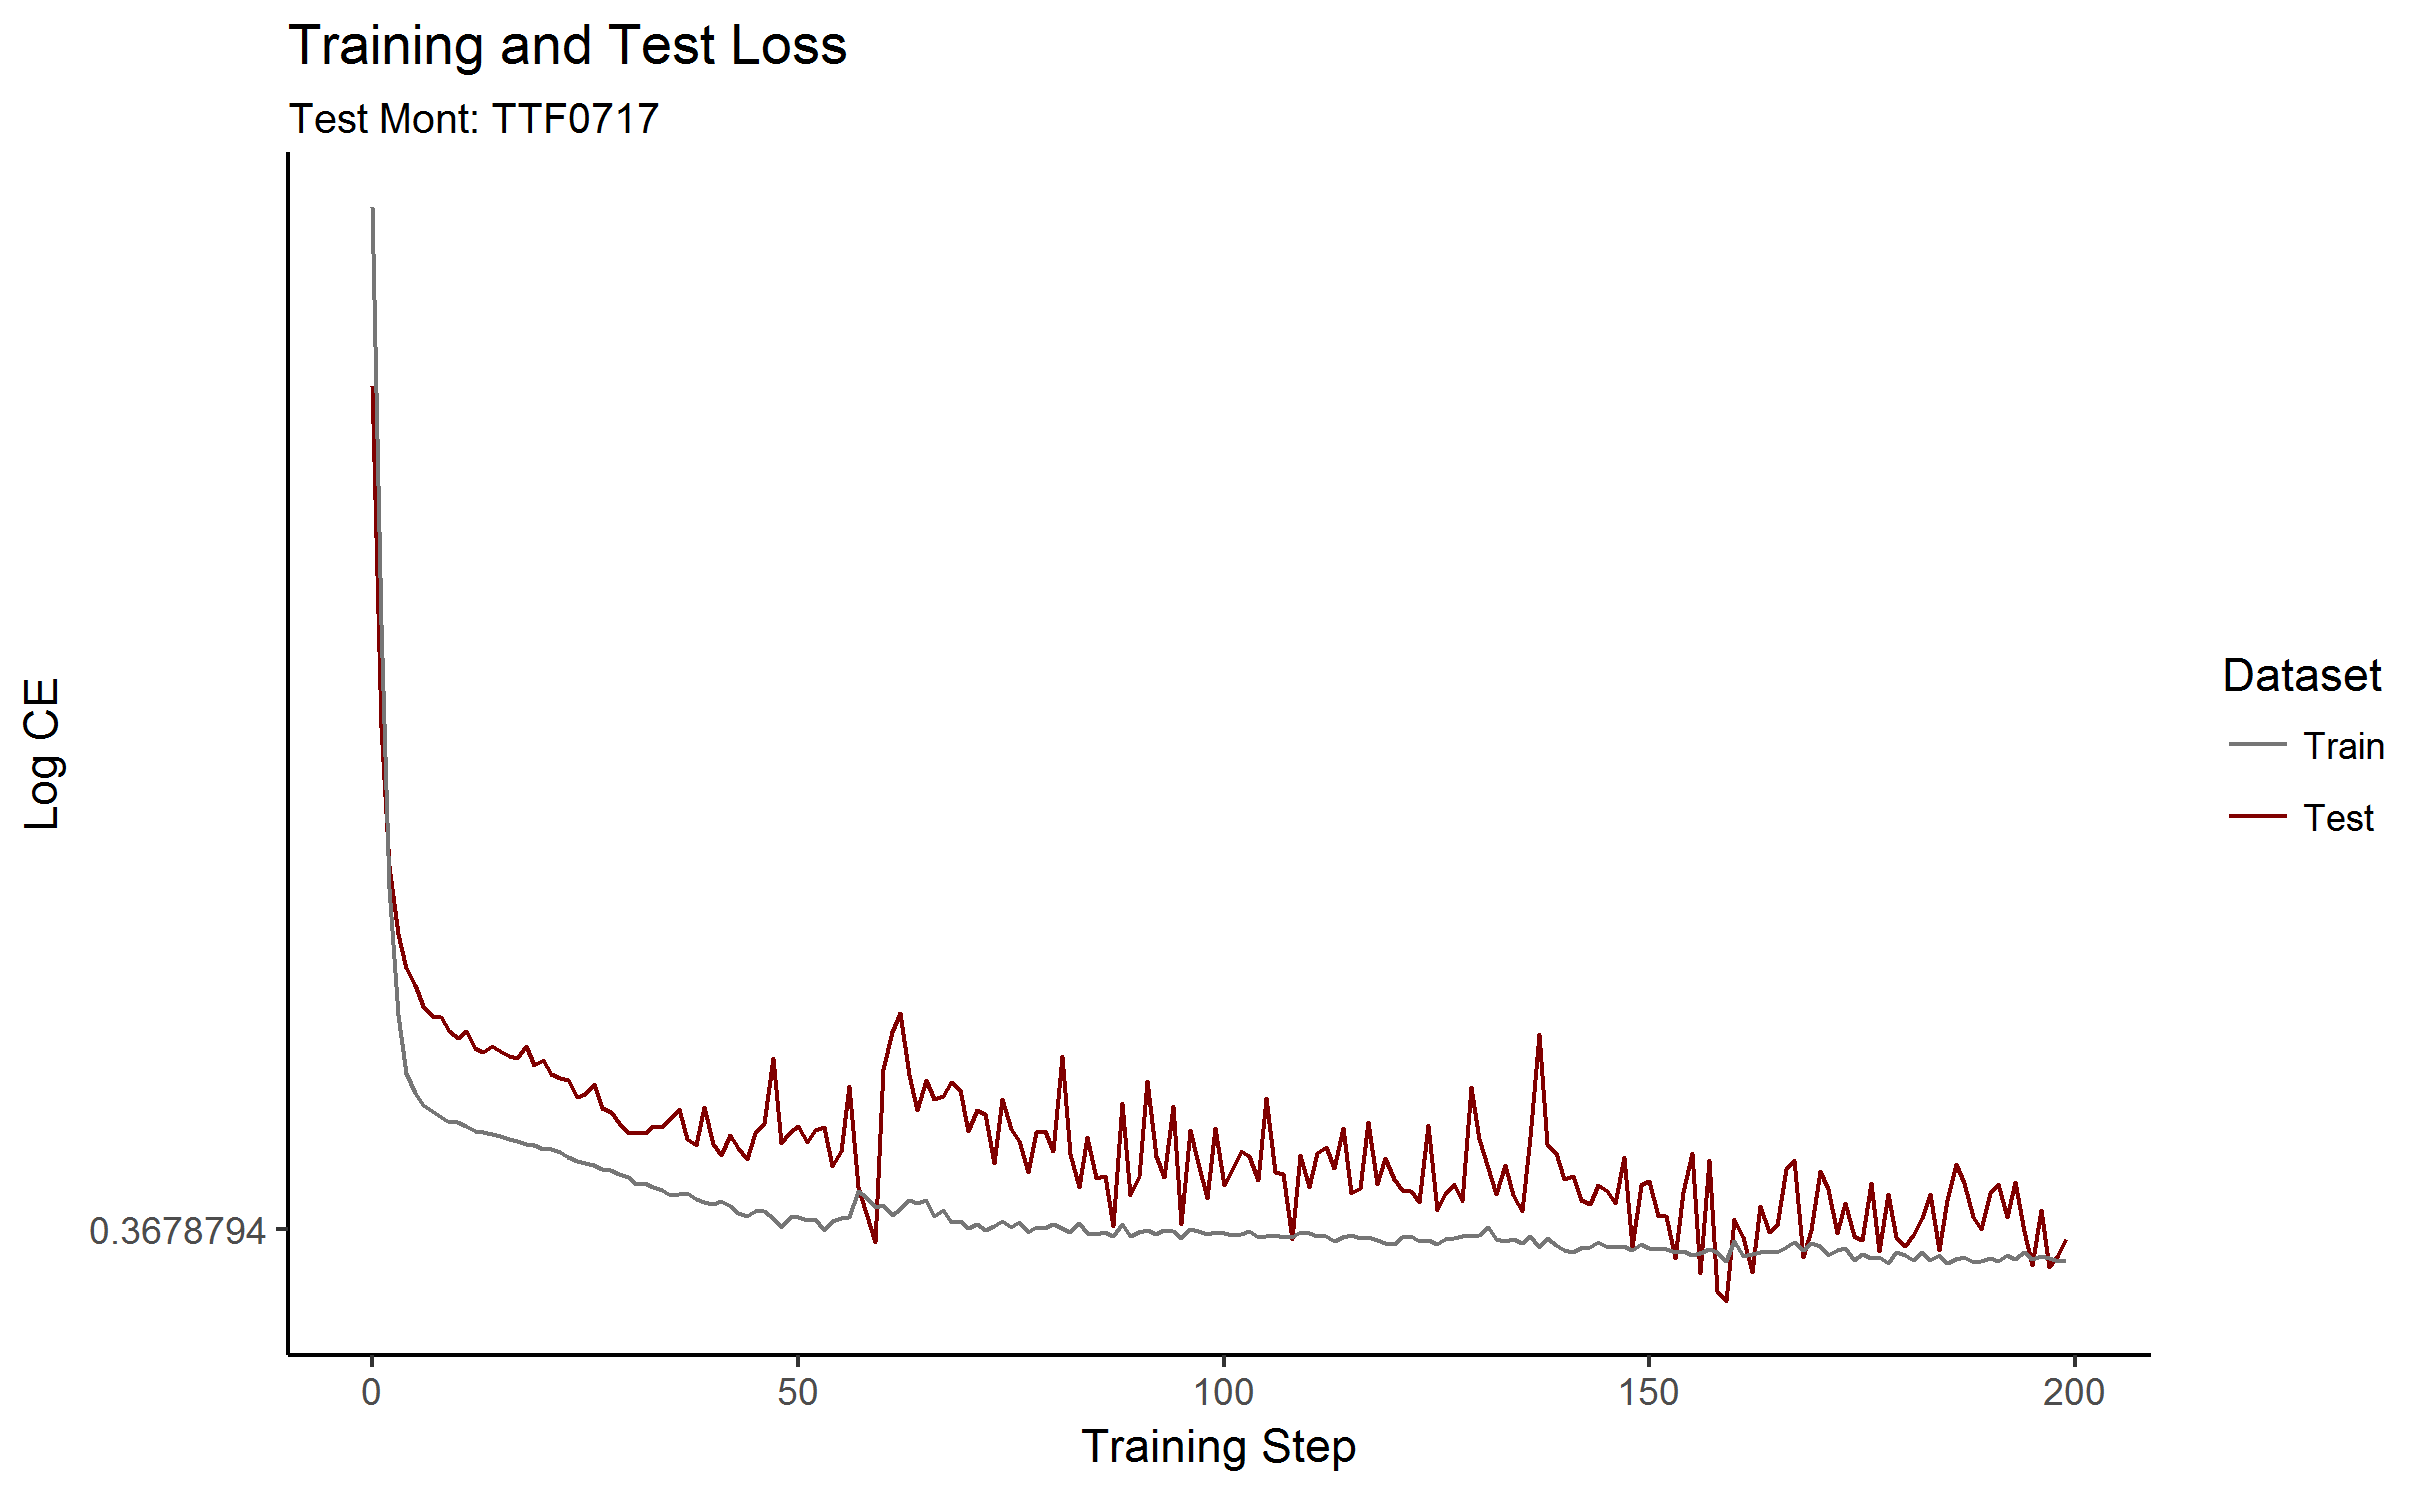 Training and Test Loss
Test Mont: TTF0717
Log CE
0.3678794
0 50 100 150 200
Training Step
Dataset
Train
Test